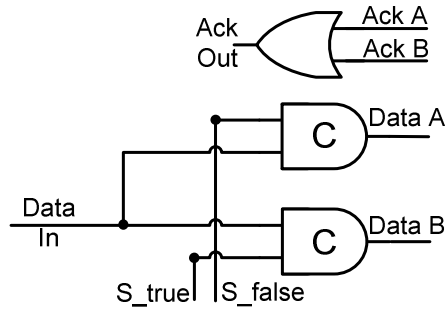 Ack Out
Ack A
Ack B
Data A
C
Data In
Data B
C
S_true
S_false